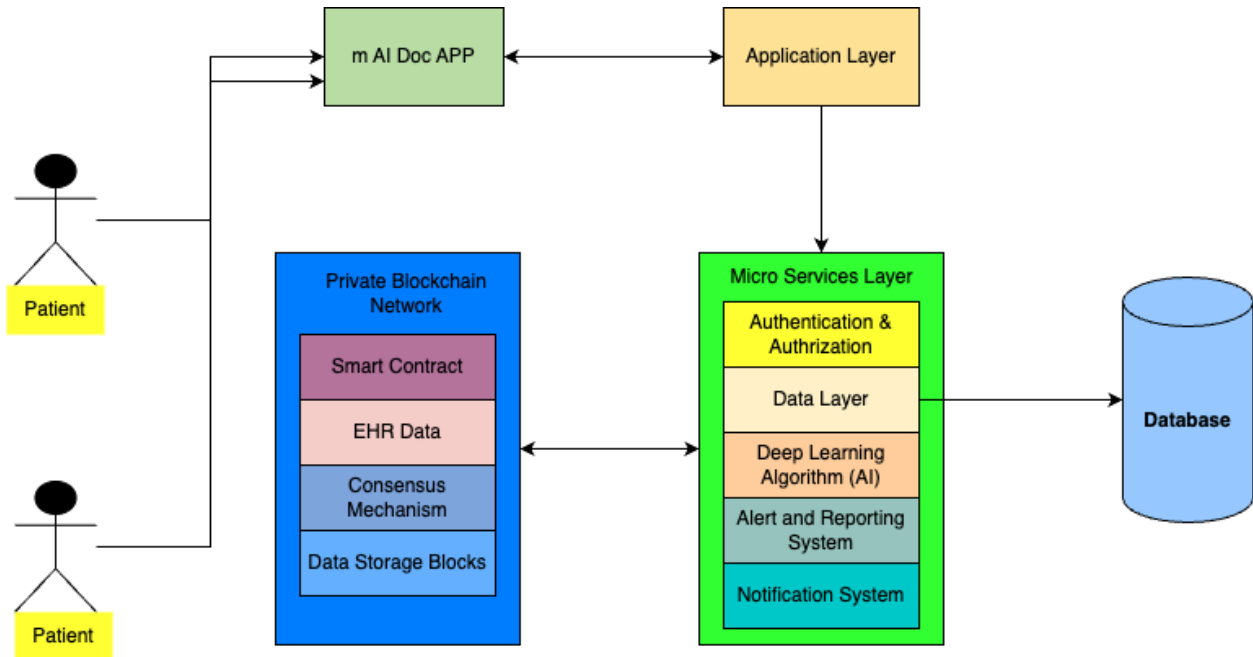 m AI Doc APP
Application Layer
Patient
Private Blockchain
Network
Smart Contract
EHR Data
Consensus
Mechanism
Data Storage Blocks
Micro Services Layer
Authentication &
Authrization
Data Layer
Deep Learning
Algorithm (AI)
Alert and Reporting
System
Notification System
Database
Patient